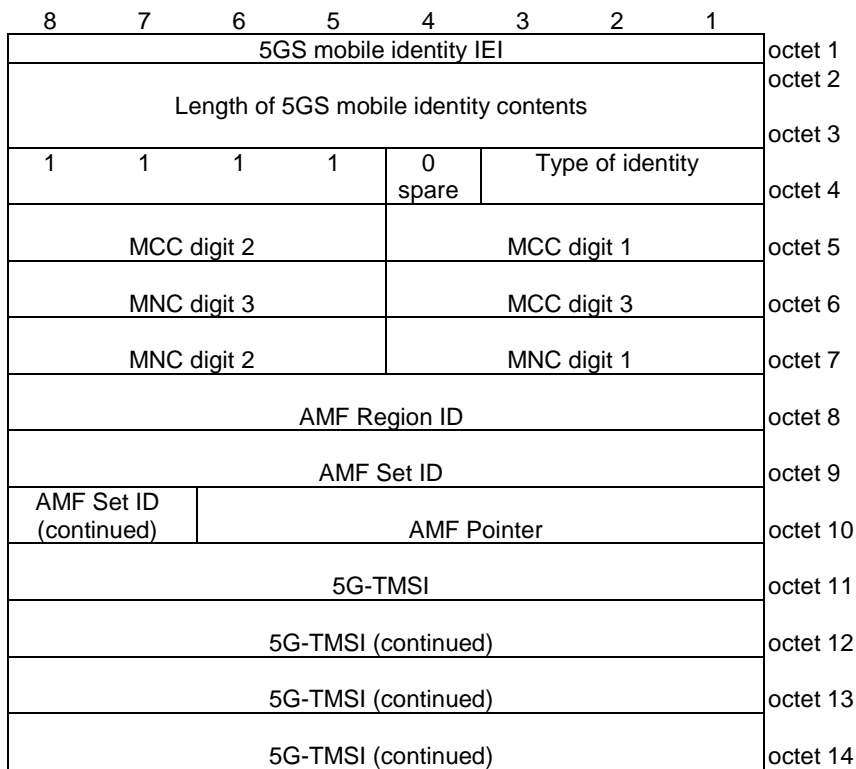 8 7 6 5 4 3 2 1
5GS mobile identity IEI octet 1
octet 2
Length of 5GS mobile identity contents
octet 3
1 1 1 1 0 Type of identity
spare octet 4
MCC digit 2 MCC digit 1 octet 5
MNC digit 3 MCC digit 3 octet 6
MNC digit 2 MNC digit 1 octet 7
AMF Region ID octet 8
AMF Set ID octet 9
AMF Set ID
(continued) AMF Pointer octet 10
5G-TMSI octet 11
5G-TMSI (continued) octet 12
5G-TMSI (continued) octet 13
5G-TMSI (continued) octet 14